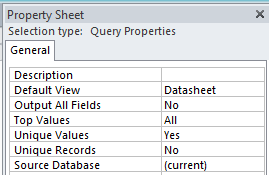 Property Sheet
Selection type: Query Properties
General
Description
Default View Datasheet
Output All Fields No
Top Values All
Unique Values Yes
Unique Records No
Source Database (current)